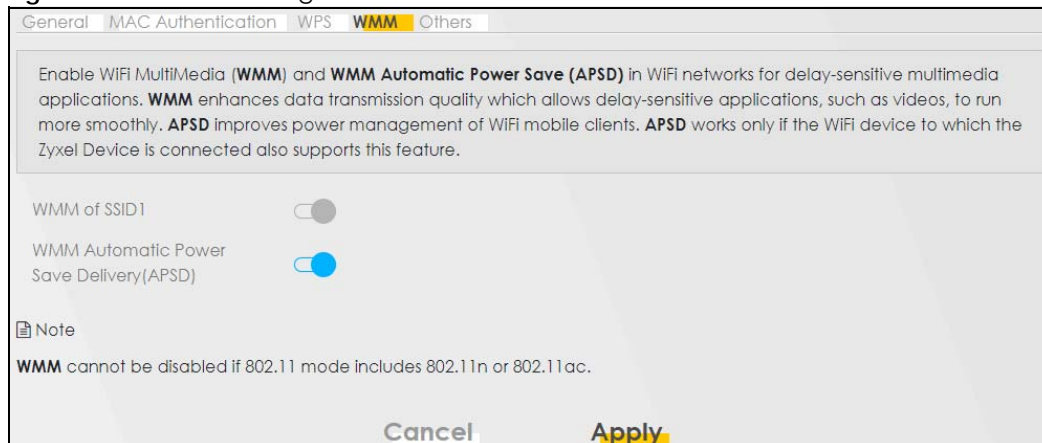 General MAC Authentication WPS WMM Others
Enable WiFi MultiMedia (WMM) and WMM Automatic Power Save (APSD) in WiFi networks for delay-sensitive multimedia
applications. WMM enhances data transmission quality which allows delay-sensitive applications, such as videos, to run
more smoothly. APSD improves power management of WiFi mobile clients. APSD works only if the WiFi device to which the
Zyxel Device is connected also supports this feature.
WMM of SSID1
WMM Automatic Power
Save Delivery(APSD)
Note
WMM cannot be disabled if 802.11 mode includes 802.11n or 802.11ac.
Cancel Apply